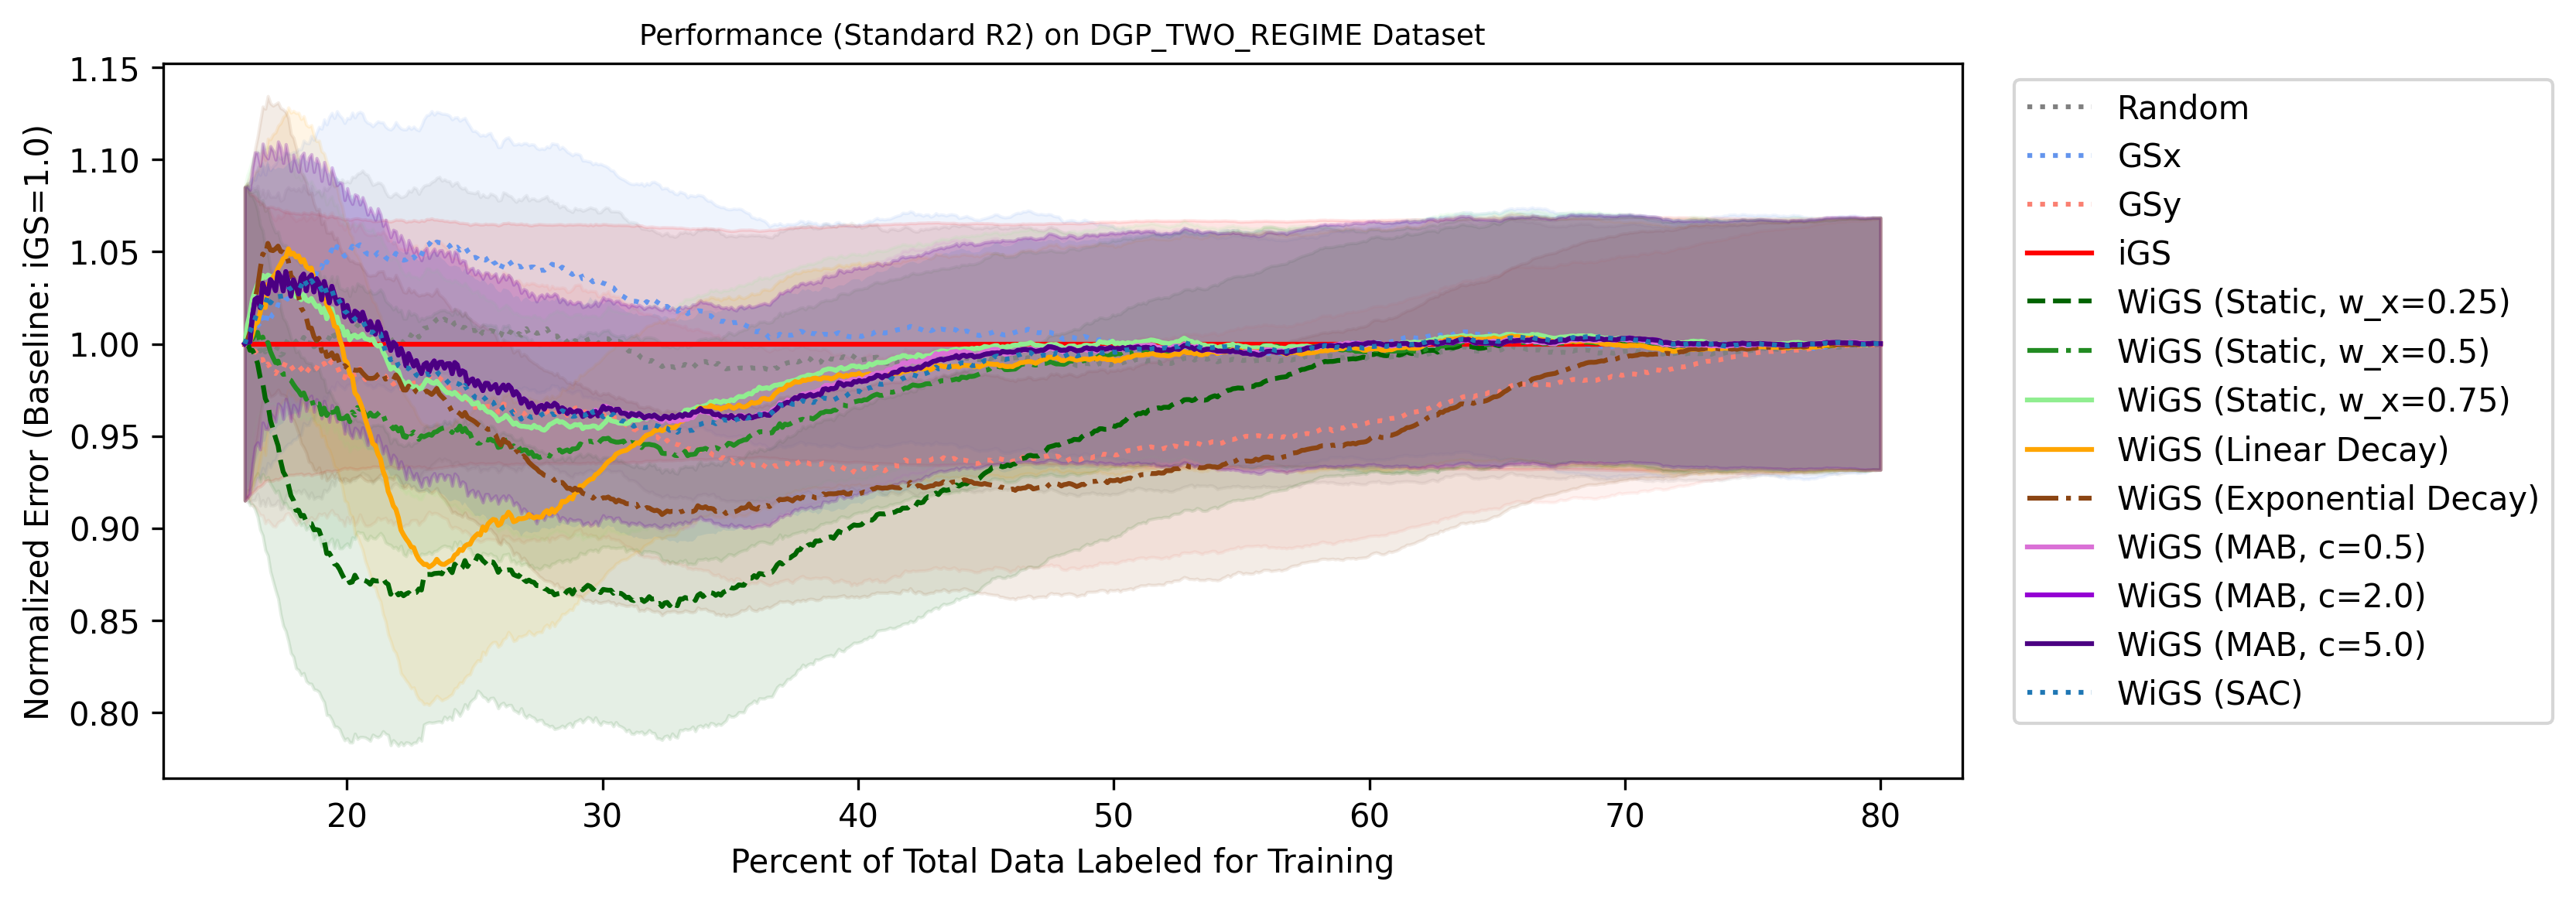 Performance (Standard R2) on DGP_TWO_REGIME Dataset
Normalized Error (Baseline: iGS=1.0)
1.15
1.10
1.05
1.00
0.95
0.90
0.85
0.80
20 30 40 50 60 70 80
Percent of Total Data Labeled for Training
Random
GSx
GSy
iGS
WiGS (Static, w_x=0.25)
WiGS (Static, w_x=0.5)
WiGS (Static, w_x=0.75)
WiGS (Linear Decay)
WiGS (Exponential Decay)
WiGS (MAB, c=0.5)
WiGS (MAB, c=2.0)
WiGS (MAB, c=5.0)
WiGS (SAC)